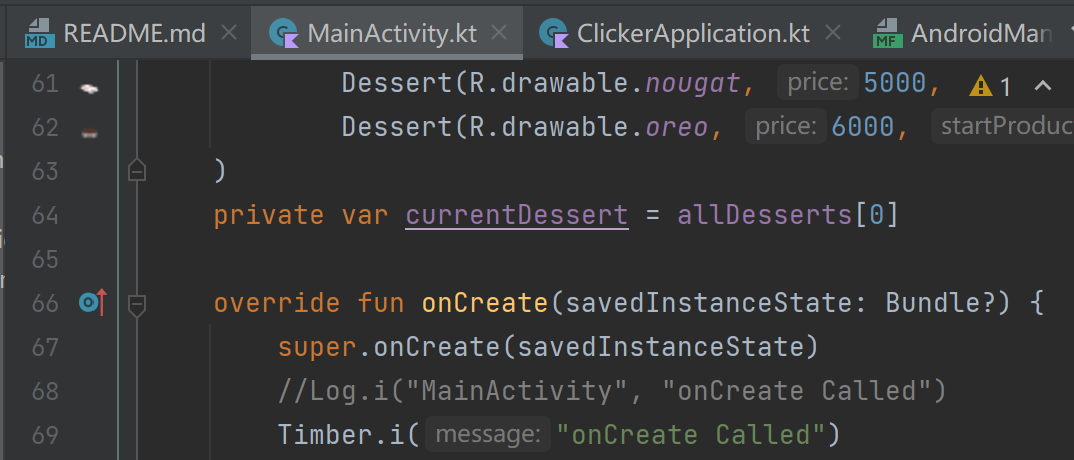 MD README.md MainActivity.kt ClickerApplication.kt MF AndroidMan
61 Dessert(R.drawable.nougat, price: 5000, 1
62 Dessert(R.drawable.oreo, price: 6000, startProduc
63 )
64 private var currentDessert = allDesserts[0]
65
66 override fun onCreate(savedInstanceState: Bundle?) {
67 super.onCreate(savedInstanceState)
68 //Log.i("MainActivity", "onCreate Called")
69 Timber.i( message: "onCreate Called")